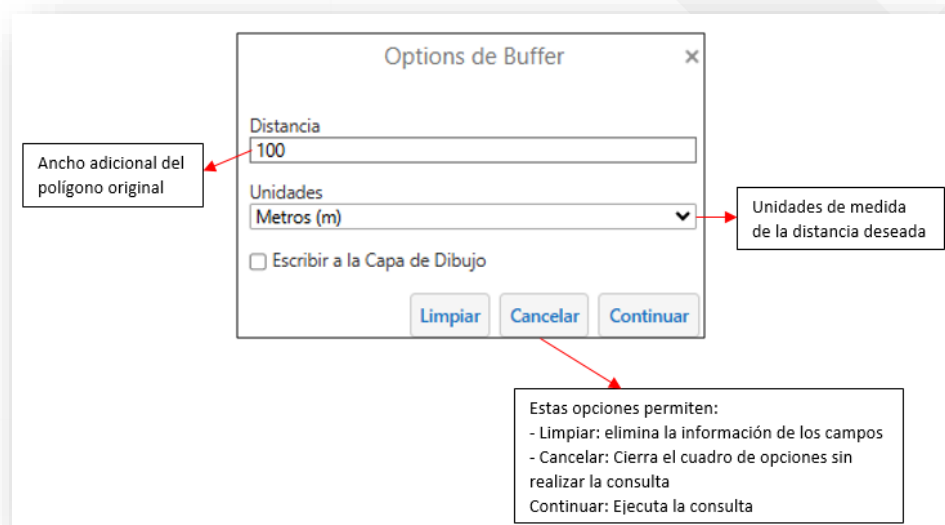 Options de Buffer ×
Distancia
100
Ancho adicional del
polígono original
Unidades
Metros (m)
Unidades de medida
de la distancia deseada
Escribir a la Capa de Dibujo
Limpiar Cancelar Continuar
Estas opciones permiten:
- Limpiar: elimina la información de los campos
- Cancelar: Cierra el cuadro de opciones sin
realizar la consulta
Continuar: Ejecuta la consulta